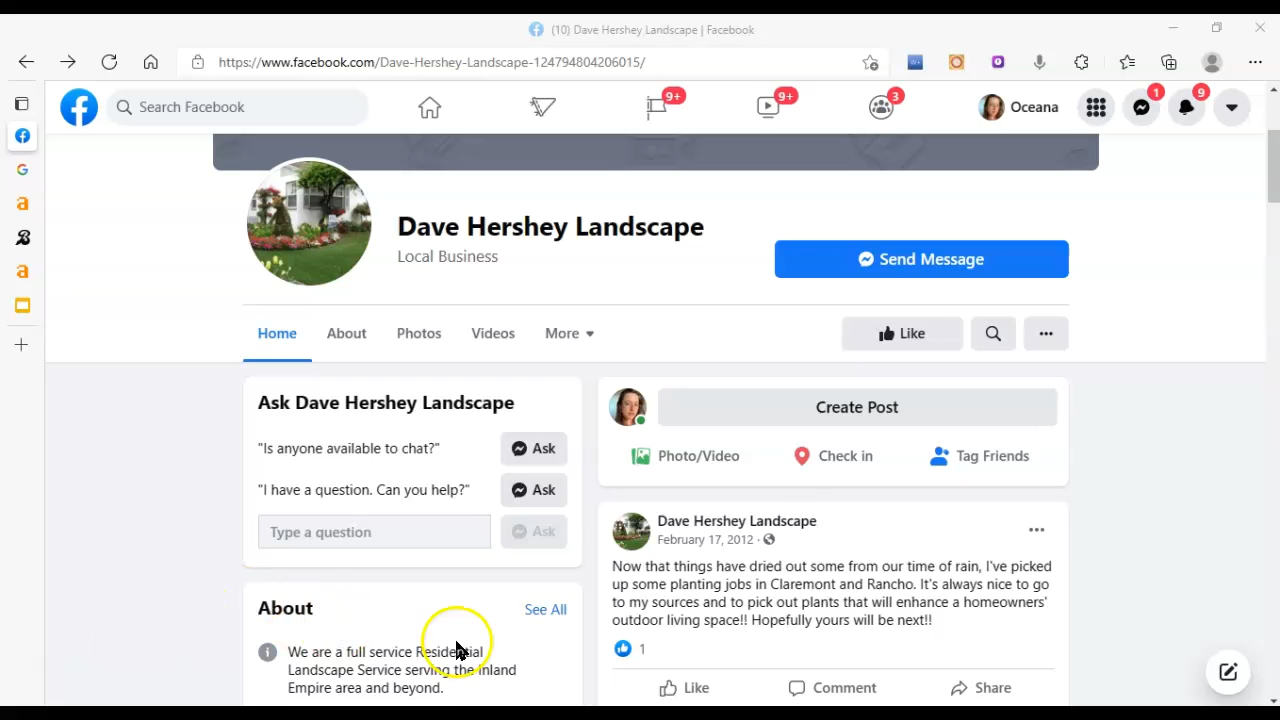 (10) Dave Hershey Landscape | Facebook
https://www.facebook.com/Dave-Hershey-Landscape-124794804206015/
Search Facebook
9+
9+
3
Oceana
1
9
Dave Hershey Landscape
Local Business
Send Message
Home
About
Photos
Videos
More
Like
Ask Dave Hershey Landscape
"Is anyone available to chat?"
Ask
"I have a question. Can you help?"
Ask
Type a question
Ask
About
See All
We are a full service Residential
Landscape Service serving the Inland
Empire area and beyond.
Create Post
Photo/Video
Check in
Tag Friends
Dave Hershey Landscape
February 17, 2012 ·
Now that things have dried out some from our time of rain, I've picked
up some planting jobs in Claremont and Rancho. It's always nice to go
to my sources and to pick out plants that will enhance a homeowners'
outdoor living space!! Hopefully yours will be next!!
1
Like
Comment
Share